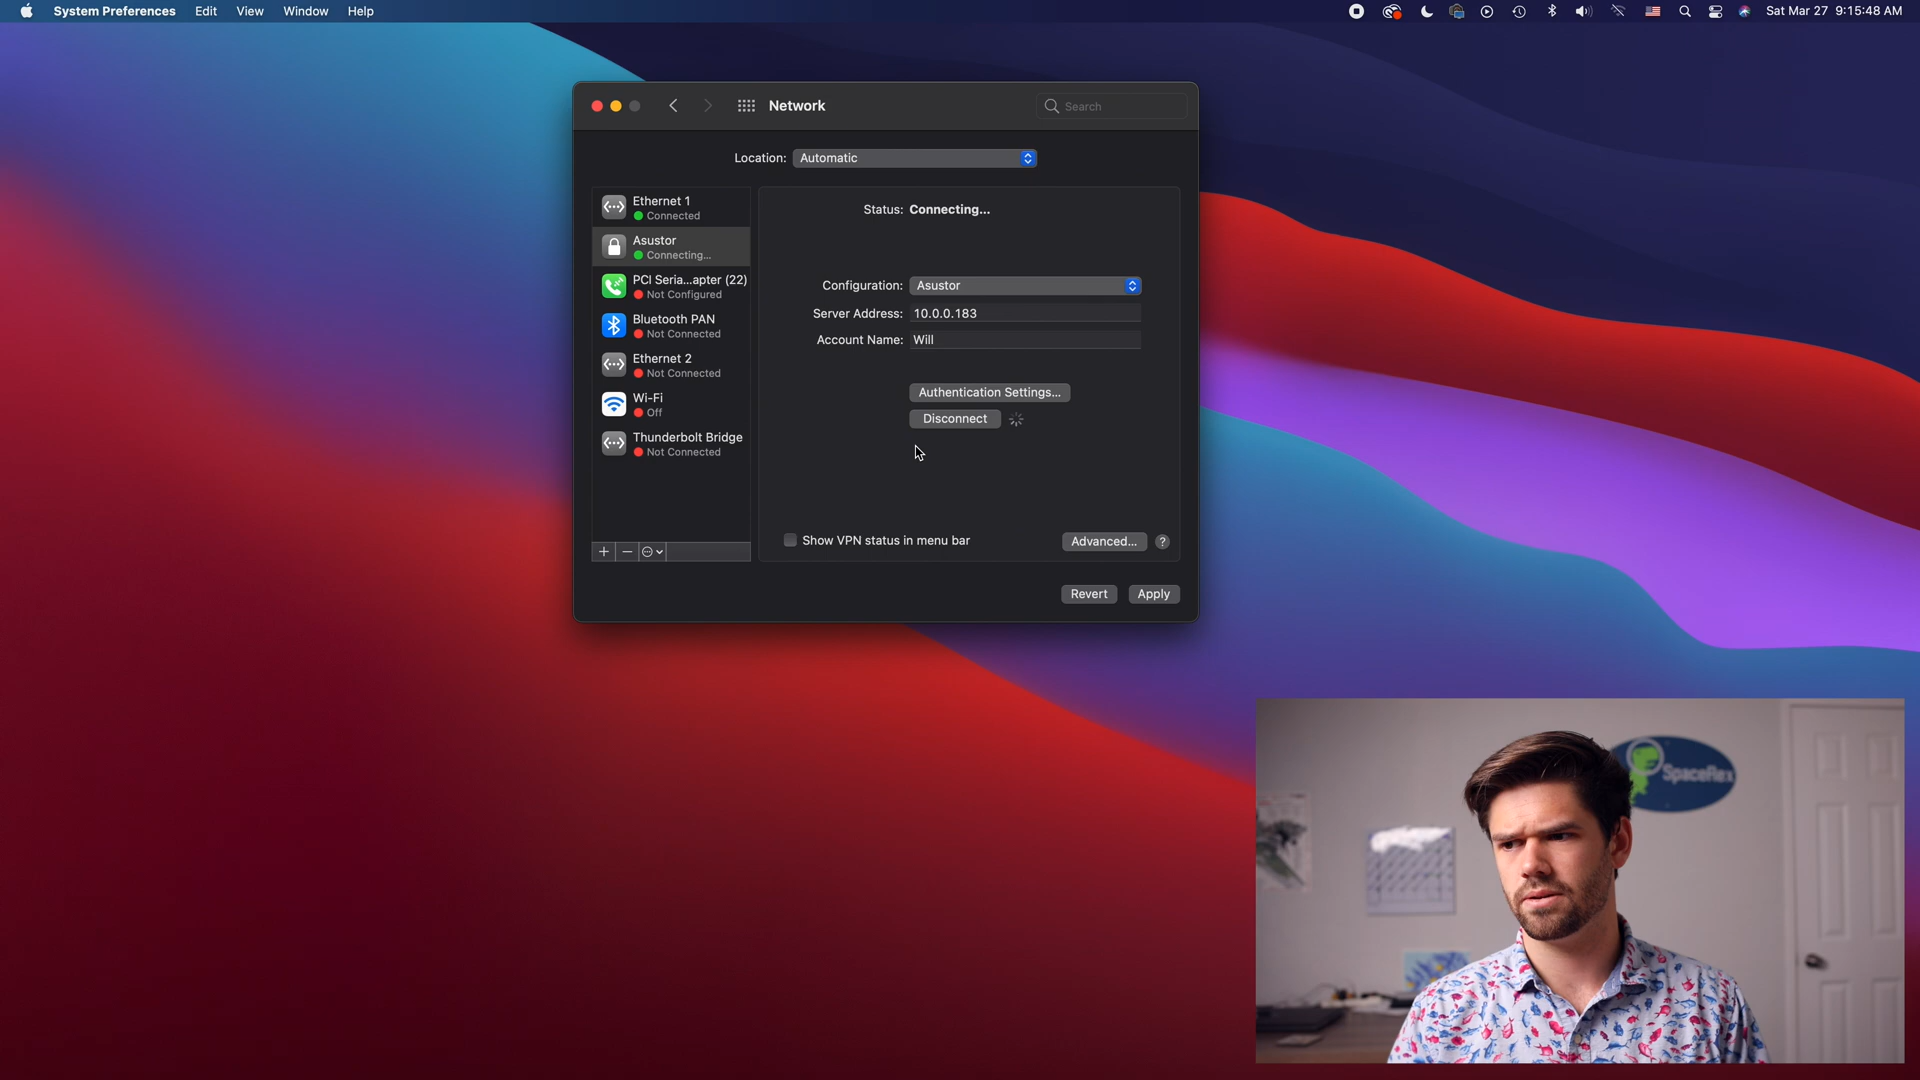 System Preferences Edit View Window Help
Sat Mar 27 9:15:48 AM
Network
Search
Location: Automatic
Ethernet 1
Connected
Asustor
Connecting...
PCI Seria...apter (22)
Not Configured
Bluetooth PAN
Not Connected
Ethernet 2
Not Connected
Wi-Fi
Off
Thunderbolt Bridge
Not Connected
Status: Connecting...
Configuration: Asustor
Server Address: 10.0.0.183
Account Name: Will
Authentication Settings...
Disconnect
Show VPN status in menu bar
Advanced... ?
Revert Apply
SpaceRex